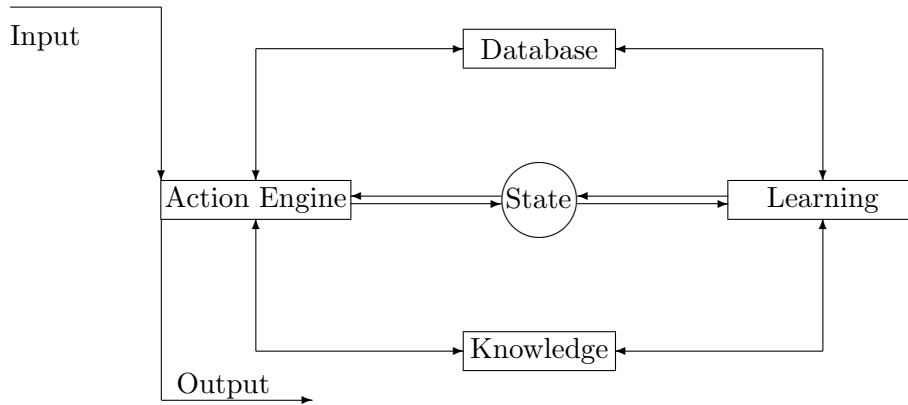 Input
Database
Action Engine
State
Learning
Knowledge
Output